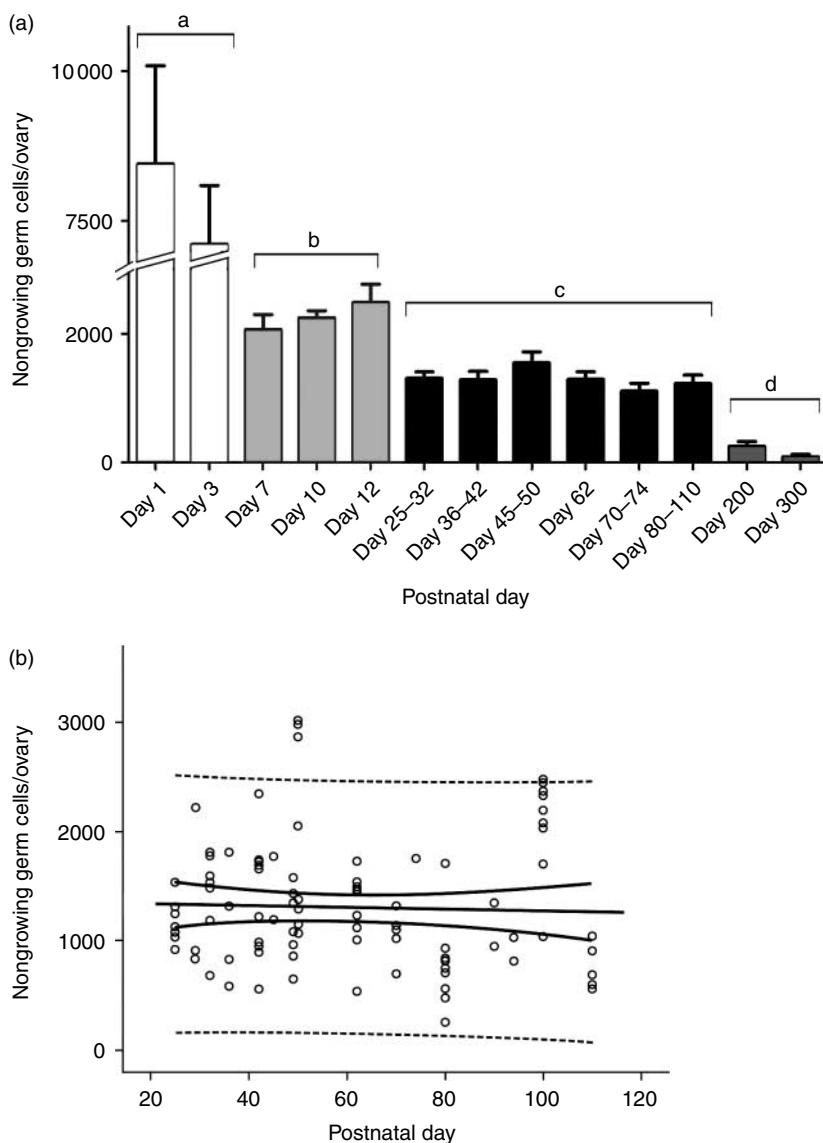 (a)
a
b
c
d
Nongrowing germ cells/ovary
10 000
7500
2000
0
Day 1
Day 3
Day 7
Day 10
Day 12
Day 25–32
Day 36–42
Day 45–50
Day 62
Day 70–74
Day 80–110
Day 200
Day 300
Postnatal day
(b)
Nongrowing germ cells/ovary
3000
2000
1000
0
20 40 60 80 100 120
Postnatal day